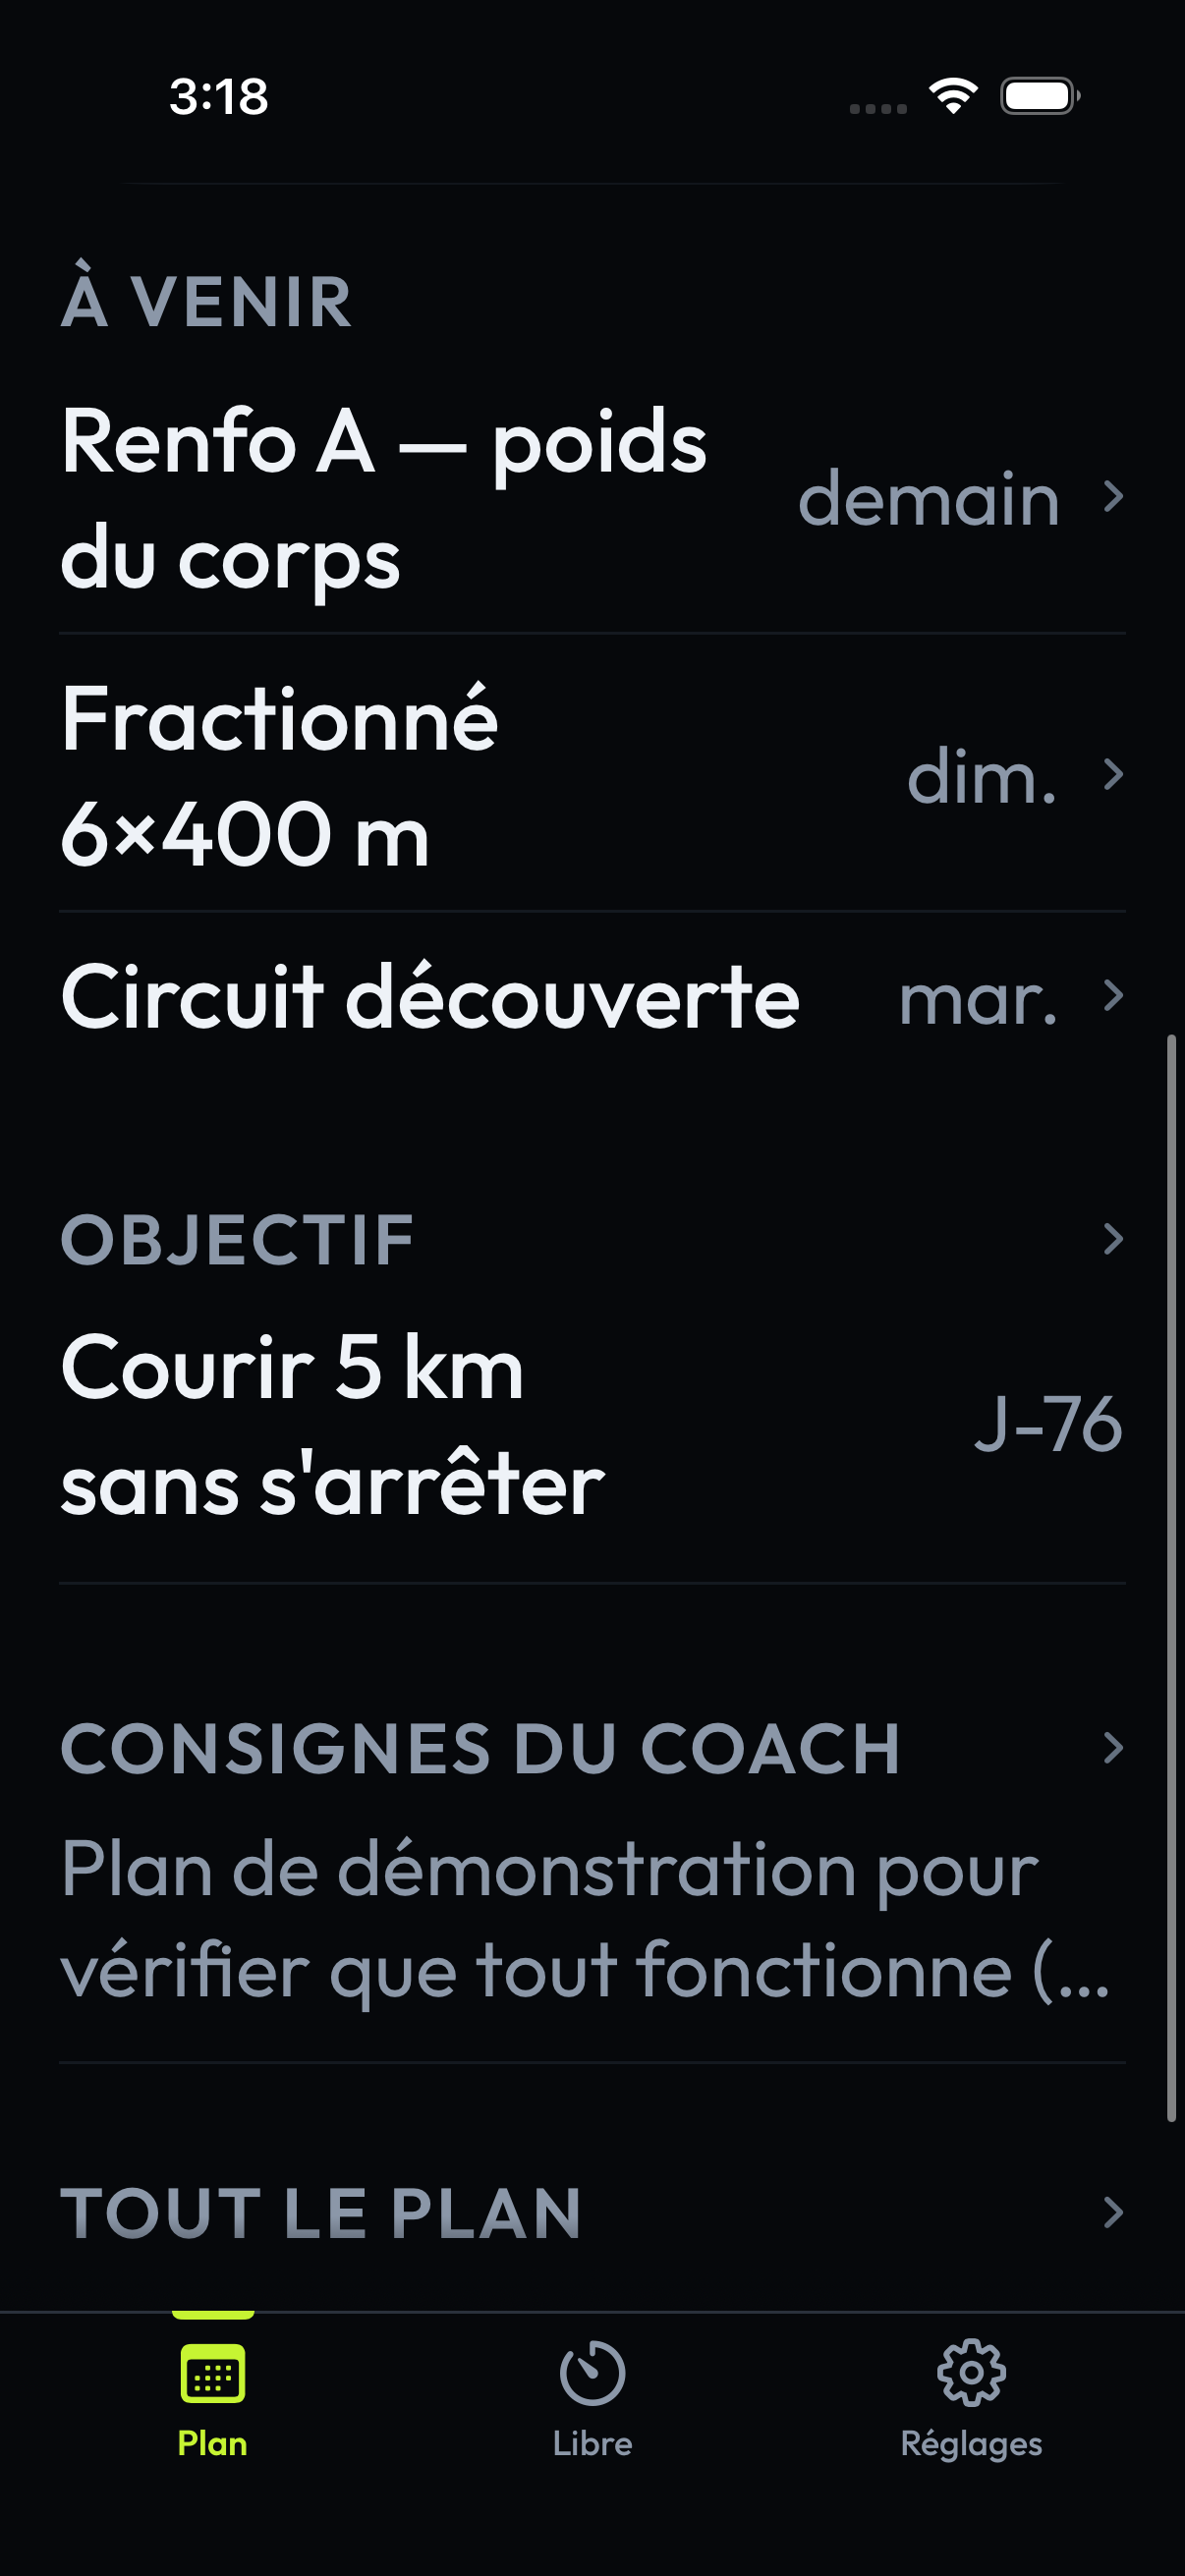 3:18
À VENIR
Renfo A — poids
du corps
demain
Fractionné
6×400 m
dim.
Circuit découverte
mar.
OBJECTIF
Courir 5 km
sans s'arrêter
J-76
CONSIGNES DU COACH
Plan de démonstration pour
vérifier que tout fonctionne (…
TOUT LE PLAN
Plan
Libre
Réglages